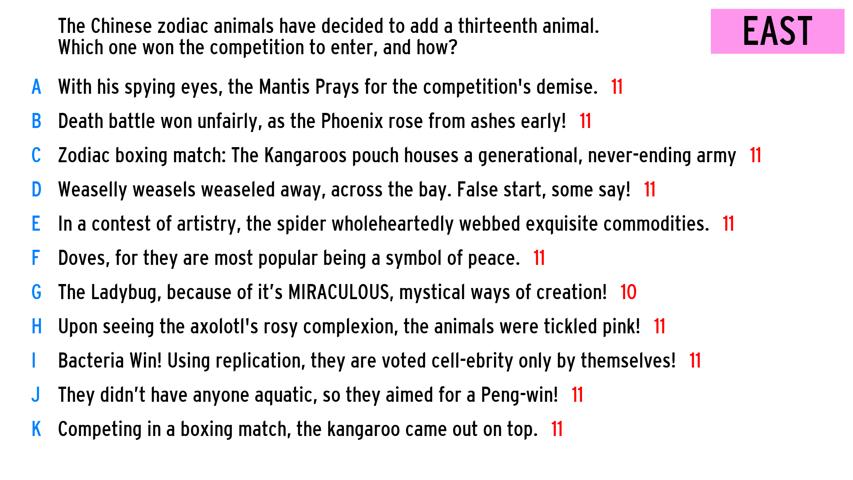 The Chinese zodiac animals have decided to add a thirteenth animal.
Which one won the competition to enter, and how?
EAST
A With his spying eyes, the Mantis Prays for the competition's demise. 11
B Death battle won unfairly, as the Phoenix rose from ashes early! 11
C Zodiac boxing match: The Kangaroos pouch houses a generational, never-ending army 11
D Weaselly weasels weaseled away, across the bay. False start, some say! 11
E In a contest of artistry, the spider wholeheartedly webbed exquisite commodities. 11
F Doves, for they are most popular being a symbol of peace. 11
G The Ladybug, because of it's MIRACULOUS, mystical ways of creation! 10
H Upon seeing the axolotl's rosy complexion, the animals were tickled pink! 11
I Bacteria Win! Using replication, they are voted cell-ebrity only by themselves! 11
J They didn't have anyone aquatic, so they aimed for a Peng-win! 11
K Competing in a boxing match, the kangaroo came out on top. 11